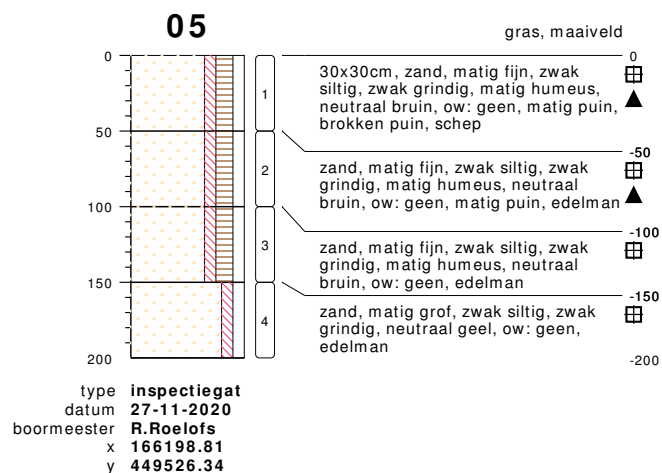 05
gras, maaiveld
0
50
100
150
200
1
2
3
4
0
30x30cm, zand, matig fijn, zwak
siltig, zwak grindig, matig humeus,
neutraal bruin, ow: geen, matig puin,
brokken puin, schep
-50
zand, matig fijn, zwak siltig, zwak
grindig, matig humeus, neutraal
bruin, ow: geen, matig puin, edelman
-100
zand, matig fijn, zwak siltig, zwak
grindig, matig humeus, neutraal
bruin, ow: geen, edelman
-150
zand, matig grof, zwak siltig, zwak
grindig, neutraal geel, ow: geen,
edelman
-200
type inspectiegat
datum 27-11-2020
boormeester R.Roelofs
x 166198.81
y 449526.34